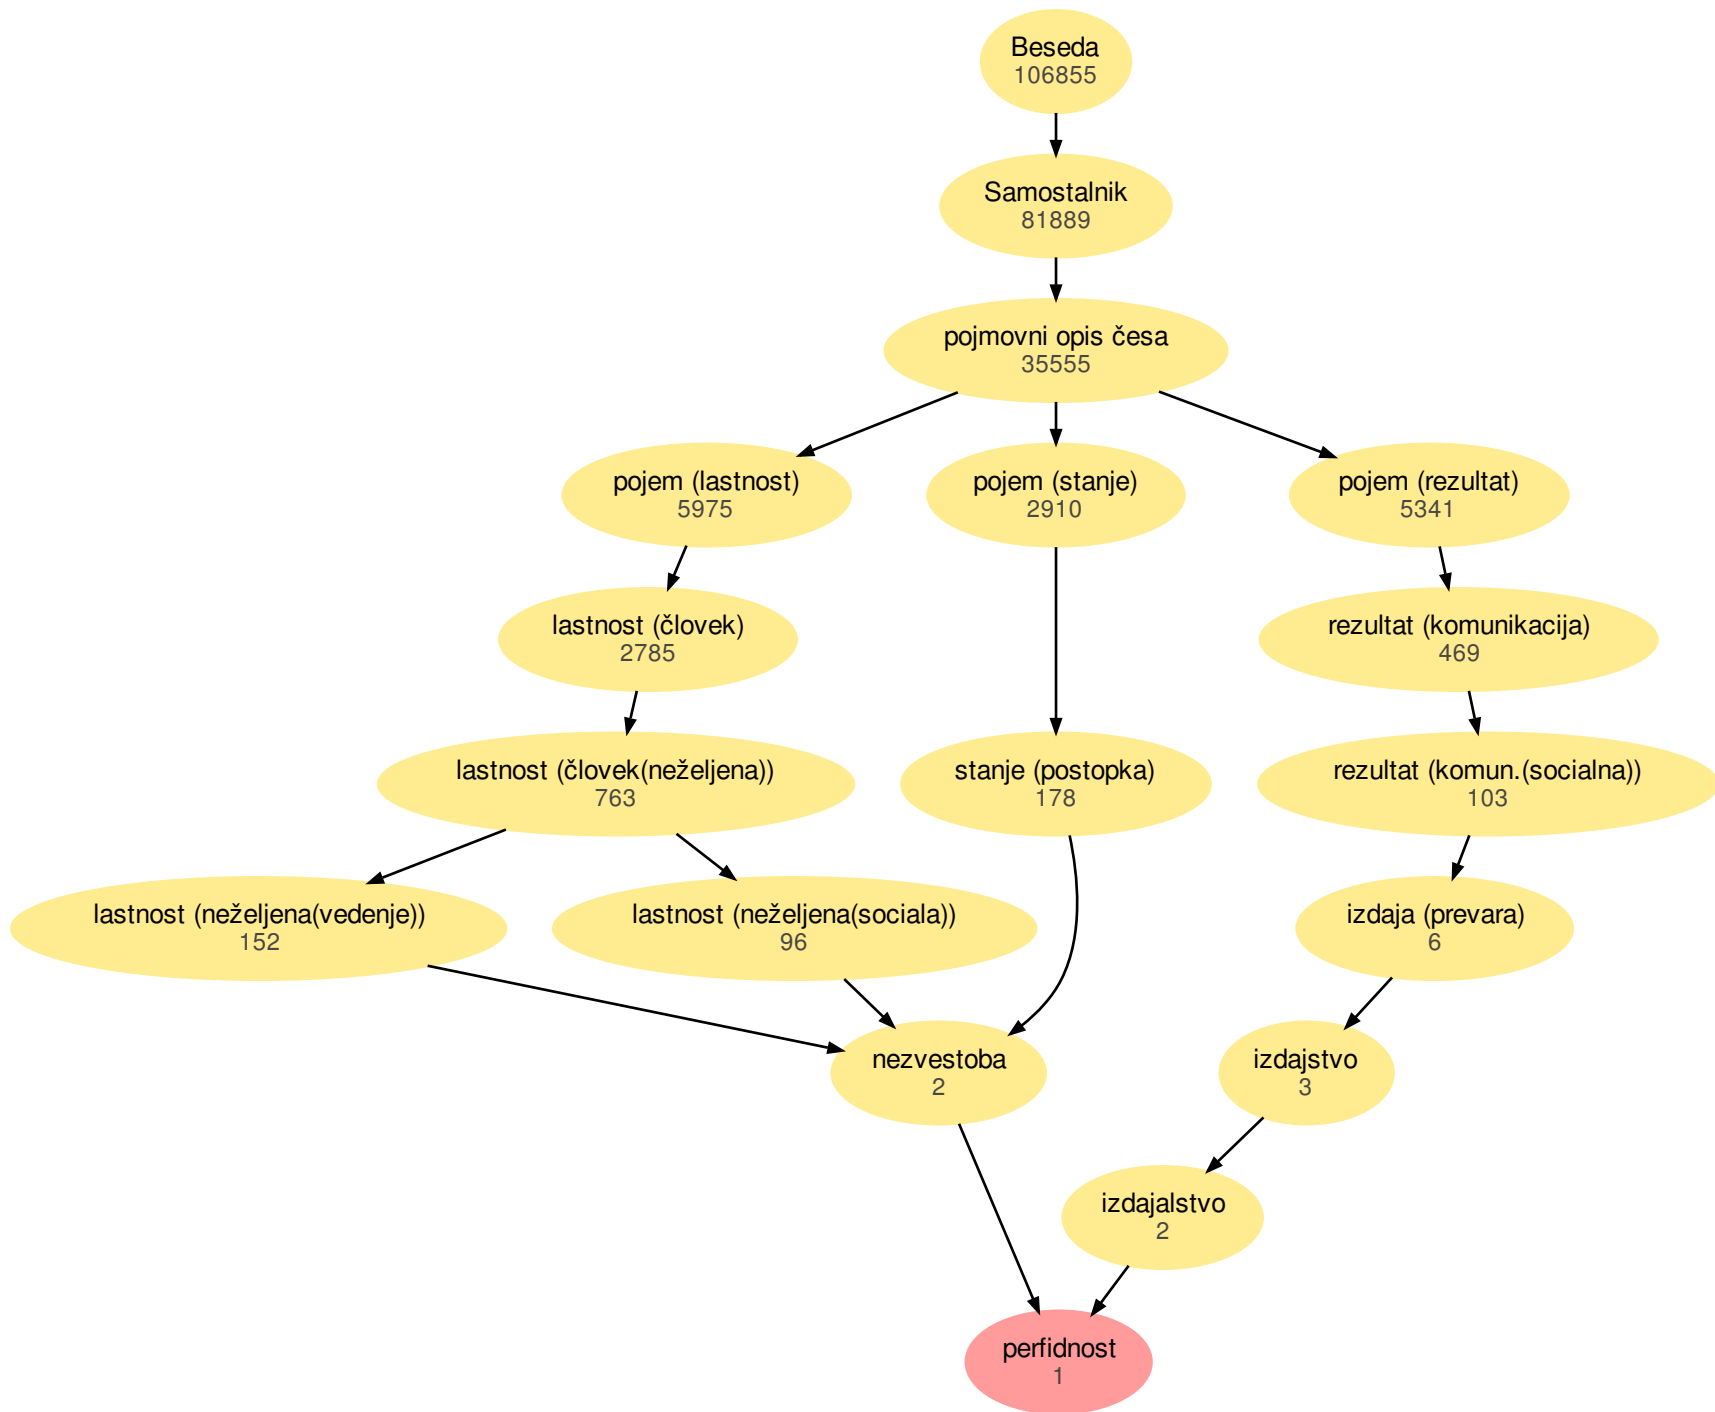 Beseda
106855
Samostalnik
81889
pojmovni opis česa
35555
pojem (lastnost)
5975
pojem (stanje)
2910
pojem (rezultat)
5341
lastnost (človek)
2785
rezultat (komunikacija)
469
lastnost (človek(neželjena))
763
stanje (postopka)
178
rezultat (komun.(socialna))
103
lastnost (neželjena(vedenje))
152
lastnost (neželjena(sociala))
96
izdaja (prevara)
6
nezvestoba
2
izdajstvo
3
izdajalstvo
2
perfidnost
1